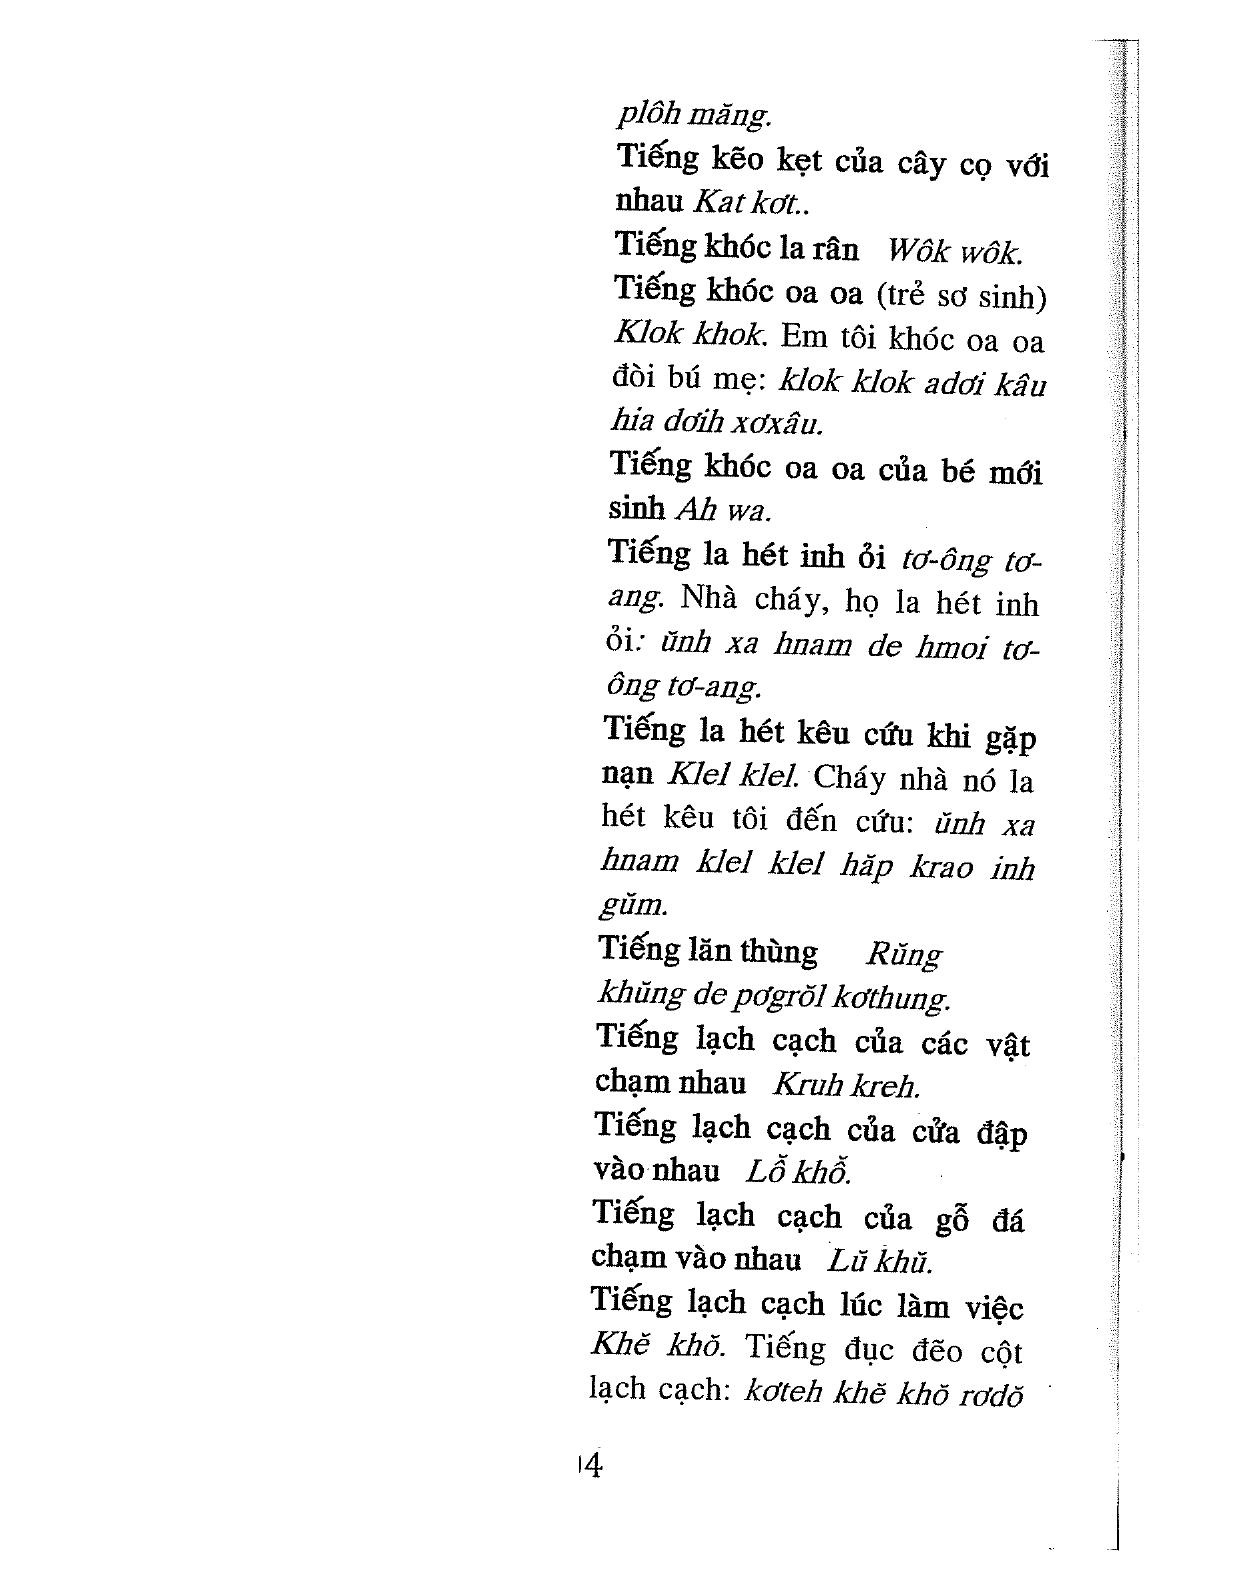 plôh măng.
Tiếng kẽo kẹt của cây cọ với
nhau Kat kơt..
Tiếng khóc la rân Wôk wôk.
Tiếng khóc oa oa (trẻ sơ sinh)
Klok khok. Em tôi khóc oa oa
đòi bú mẹ: klok klok adơi kâu
hia dơih xơxâu.
Tiếng khóc oa oa của bé mới
sinh Ah wa.
Tiếng la hét inh ỏi tơ-ông tơ-
ang. Nhà cháy, họ la hét inh
ỏi: ŭnh xa hnam de hmoi tơ-
ông tơ-ang.
Tiếng la hét kêu cứu khi gặp
nạn Klel klel. Cháy nhà nó la
hét kêu tôi đến cứu: ŭnh xa
hnam klel klel hăp krao inh
gŭm.
Tiếng lăn thùng Rŭng
khŭng de pơgrŏl kơthung.
Tiếng lạch cạch của các vật
chạm nhau Kruh kreh.
Tiếng lạch cạch của cửa đập
vào nhau Lô̆ khô̆.
Tiếng lạch cạch của gỗ đá
chạm vào nhau Lŭ khŭ.
Tiếng lạch cạch lúc làm việc
Khĕ khŏ. Tiếng đục đẽo cột
lạch cạch: kơteh khĕ khŏ rơdŏ
14